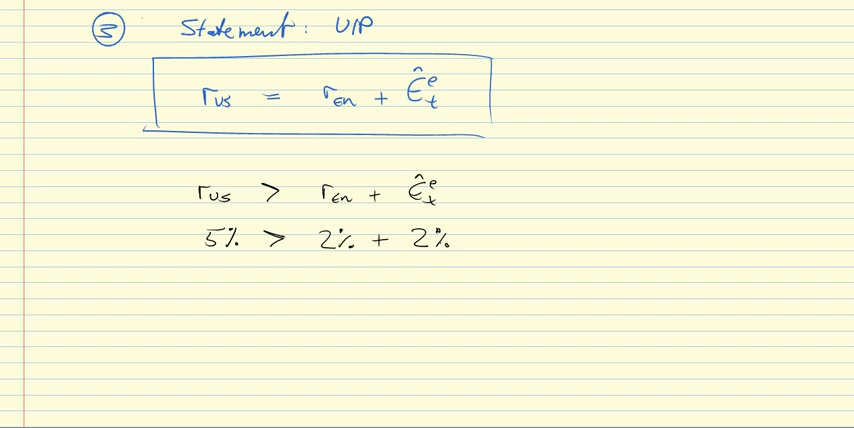 ③ Statement: UIP
r_US = r_En + Ĉ^e_t
r_US > r_En + Ĉ^e_t
5% > 2% + 2%